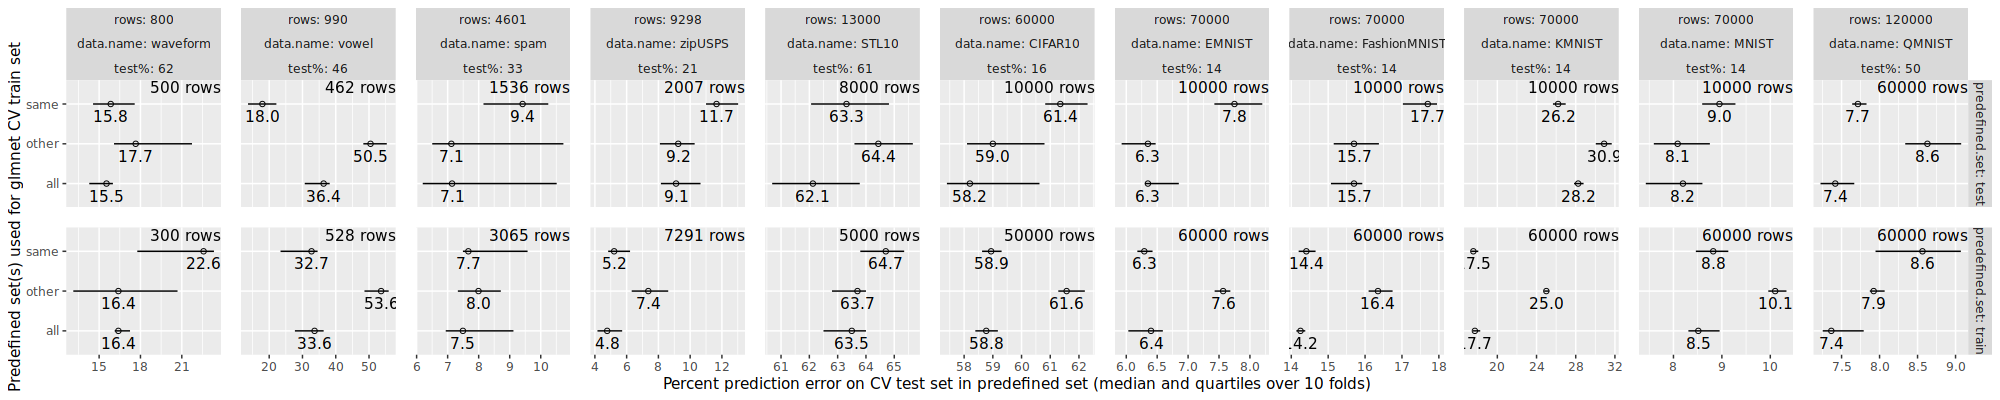 rows: 800 rows: 990 rows: 4601 rows: 9298 rows: 13000 rows: 60000 rows: 70000 rows: 70000 rows: 70000 rows: 70000 rows: 120000
data.name: waveform data.name: vowel data.name: spam data.name: zipUSPS data.name: STL10 data.name: CIFAR10 data.name: EMNIST data.name: FashionMNIST data.name: KMNIST data.name: MNIST data.name: QMNIST
test%: 62 test%: 46 test%: 33 test%: 21 test%: 61 test%: 16 test%: 14 test%: 14 test%: 14 test%: 14 test%: 50
Predefined set(s) used for glmnet CV train set
500 rows 462 rows 1536 rows 2007 rows 8000 rows 10000 rows 10000 rows 10000 rows 10000 rows 10000 rows 60000 rows
same
15.8 18.0 9.4 11.7 63.3 61.4 7.8 17.7 26.2 9.0 7.7
other
17.7 50.5 7.1 9.2 64.4 59.0 6.3 15.7 30.9 8.1 8.6
all
15.5 36.4 7.1 9.1 62.1 58.2 6.3 15.7 28.2 8.2 7.4
predefined.set: test
300 rows 528 rows 3065 rows 7291 rows 5000 rows 50000 rows 60000 rows 60000 rows 60000 rows 60000 rows 60000 rows
same
22.6 32.7 7.7 5.2 64.7 58.9 6.3 14.4 7.5 8.8 8.6
other
16.4 53.6 8.0 7.4 63.7 61.6 7.6 16.4 25.0 10.1 7.9
all
16.4 33.6 7.5 4.8 63.5 58.8 6.4 4.2 7.7 8.5 7.4
predefined.set: train
15 18 21 20 30 40 50 6 7 8 9 10 4 6 8 10 12 61 62 63 64 65 58 59 60 61 62 6.0 6.5 7.0 7.5 8.0 14 15 16 17 18 20 24 28 32 8 9 10 7.5 8.0 8.5 9.0
Percent prediction error on CV test set in predefined set (median and quartiles over 10 folds)